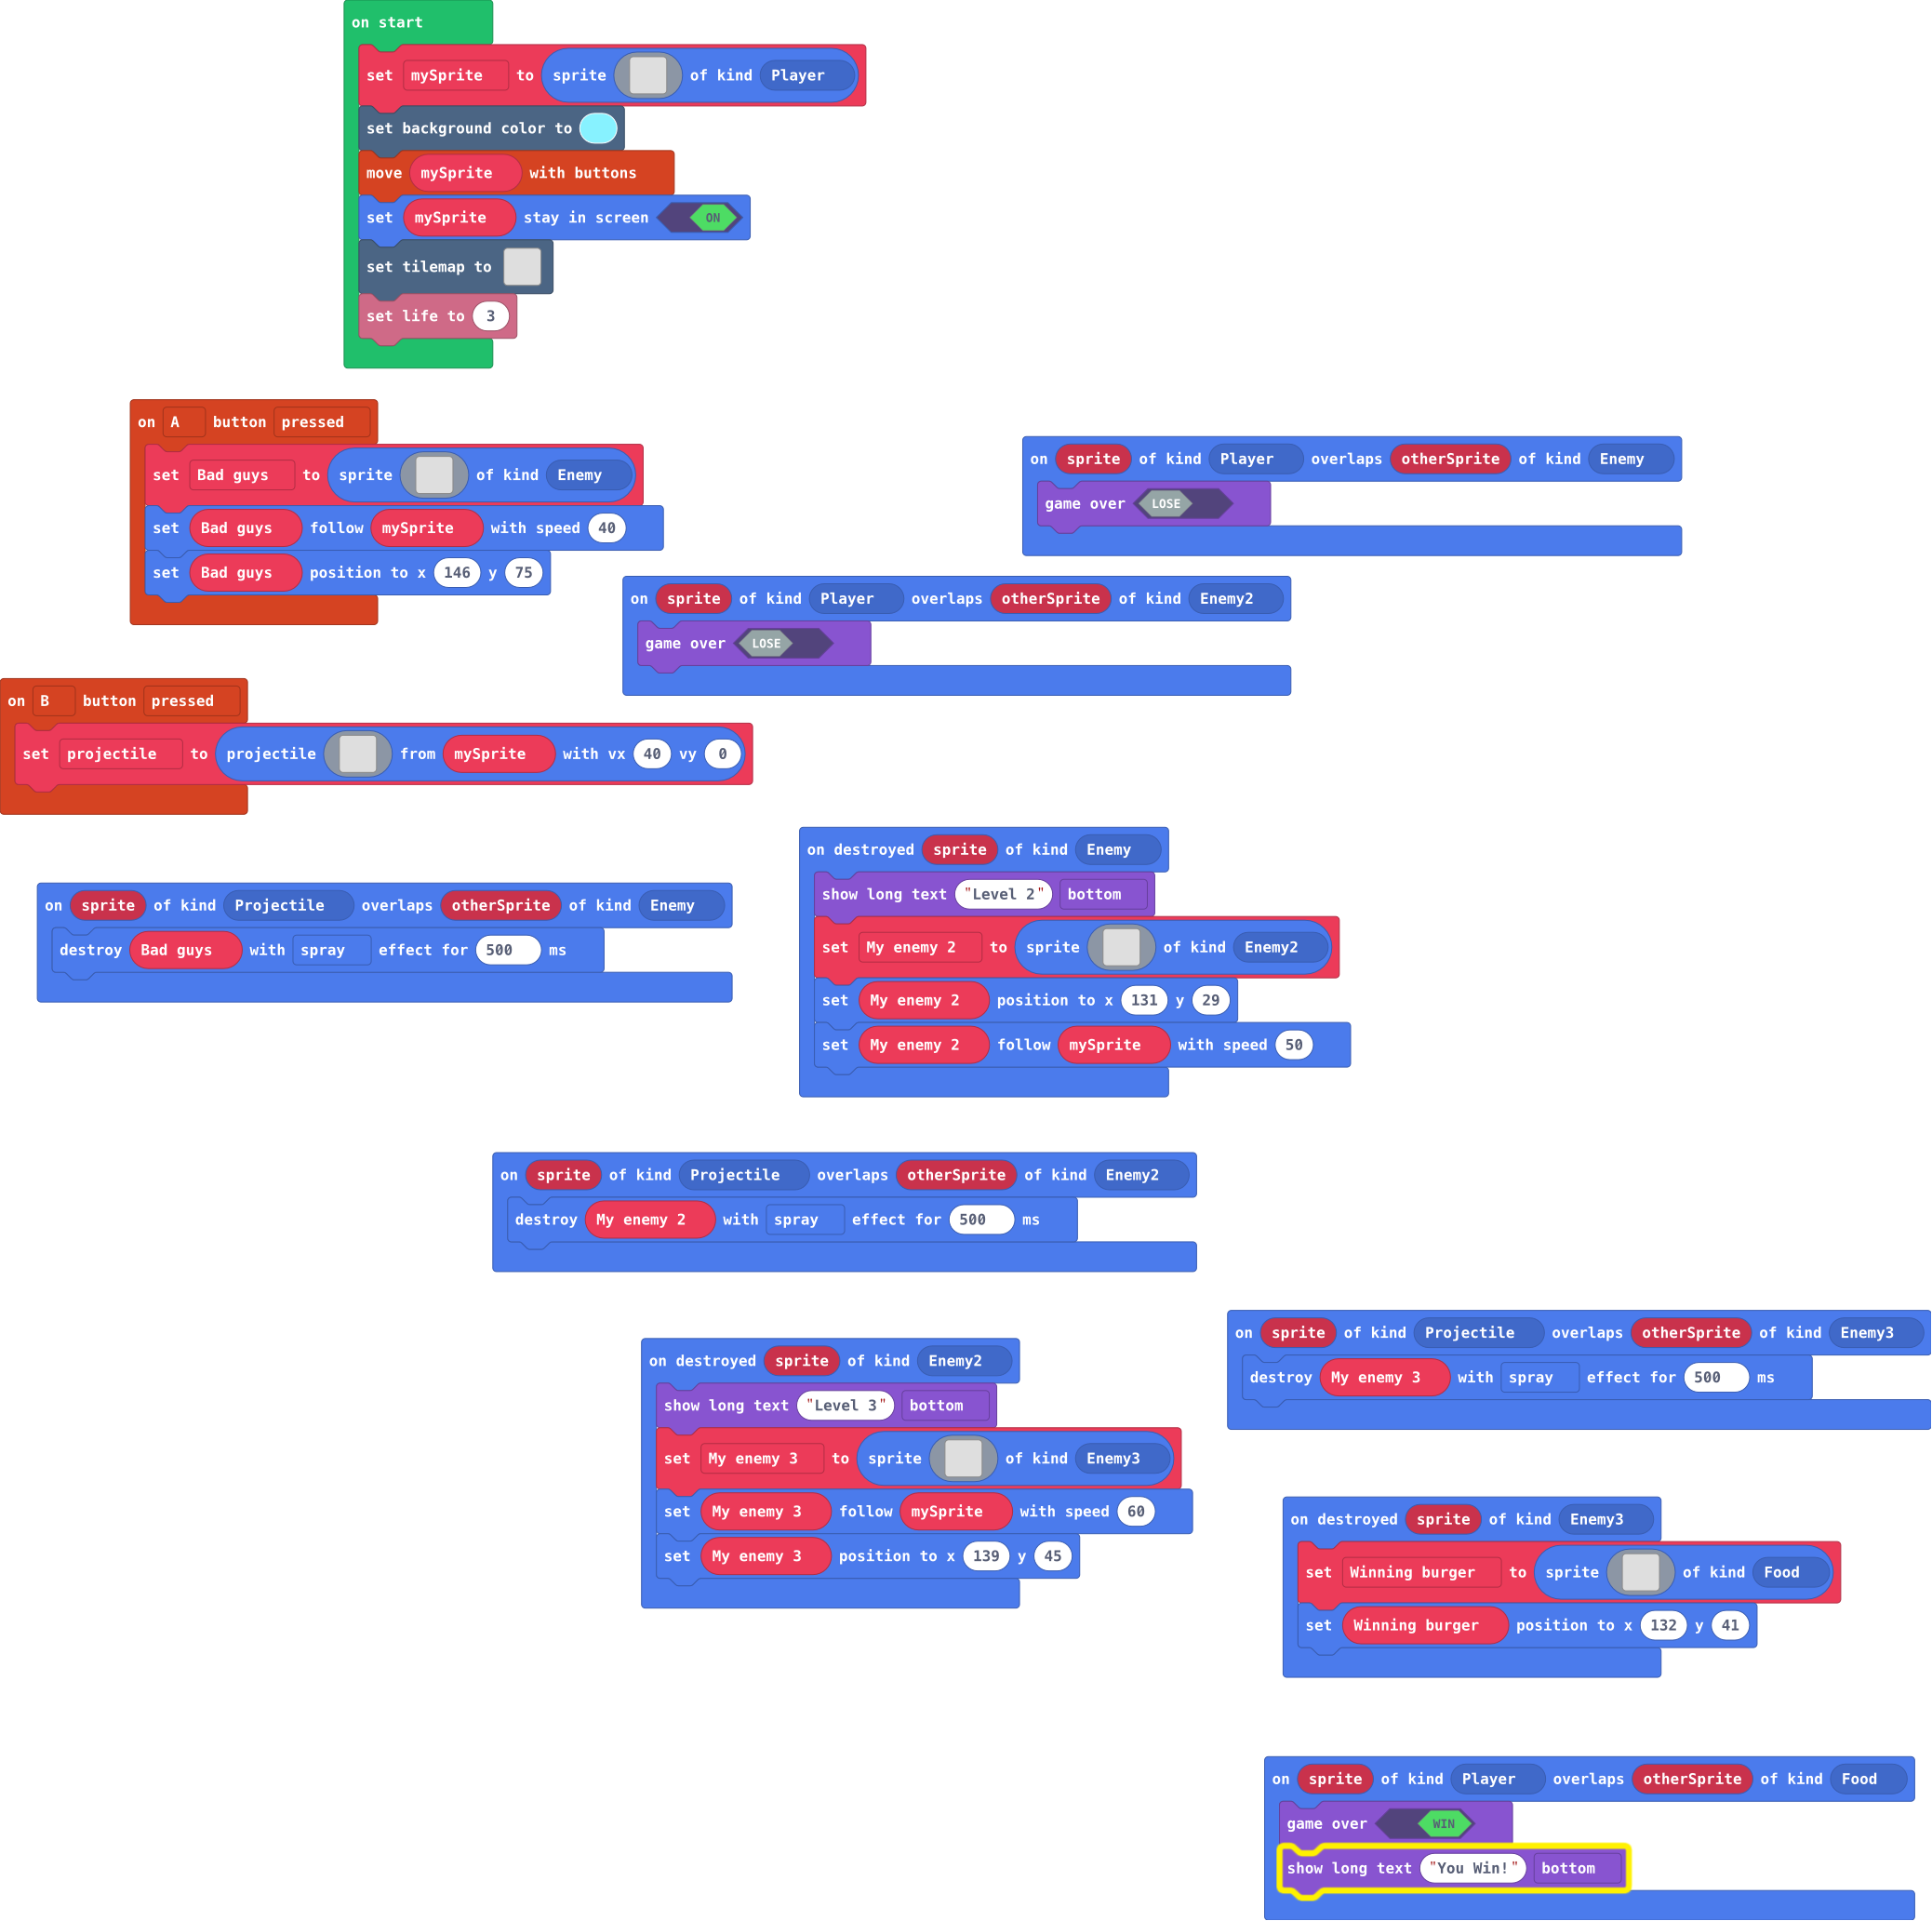 on start
set mySprite to sprite of kind Player
set background color to
move mySprite with buttons
set mySprite stay in screen ON
set tilemap to
set life to 3
on A button pressed
set Bad guys to sprite of kind Enemy
set Bad guys follow mySprite with speed 40
set Bad guys position to x 146 y 75
on sprite of kind Player overlaps otherSprite of kind Enemy
game over LOSE
on sprite of kind Player overlaps otherSprite of kind Enemy2
game over LOSE
on B button pressed
set projectile to projectile from mySprite with vx 40 vy 0
on destroyed sprite of kind Enemy
show long text "Level 2" bottom
set My enemy 2 to sprite of kind Enemy2
set My enemy 2 position to x 131 y 29
set My enemy 2 follow mySprite with speed 50
on sprite of kind Projectile overlaps otherSprite of kind Enemy
destroy Bad guys with spray effect for 500 ms
on sprite of kind Projectile overlaps otherSprite of kind Enemy2
destroy My enemy 2 with spray effect for 500 ms
on sprite of kind Projectile overlaps otherSprite of kind Enemy3
destroy My enemy 3 with spray effect for 500 ms
on destroyed sprite of kind Enemy2
show long text "Level 3" bottom
set My enemy 3 to sprite of kind Enemy3
set My enemy 3 follow mySprite with speed 60
set My enemy 3 position to x 139 y 45
on destroyed sprite of kind Enemy3
set Winning burger to sprite of kind Food
set Winning burger position to x 132 y 41
on sprite of kind Player overlaps otherSprite of kind Food
game over WIN
show long text "You Win!" bottom